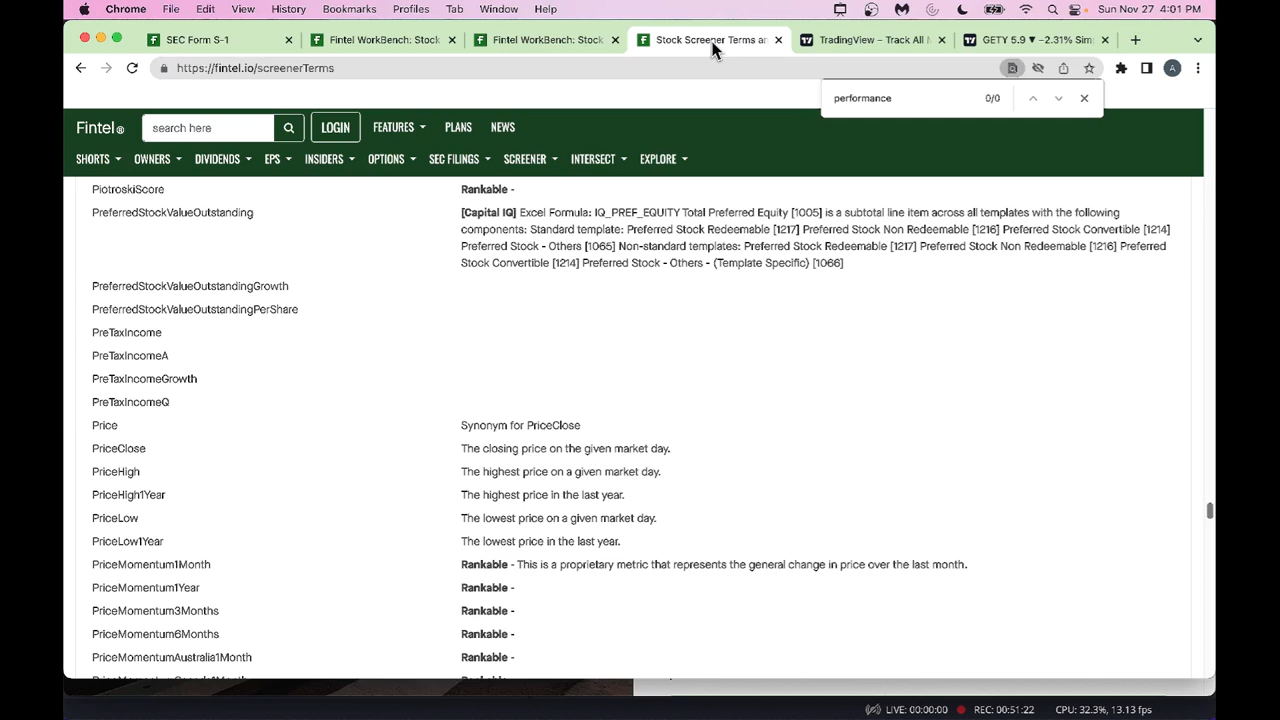 Chrome File Edit View History Bookmarks Profiles Tab Window Help Sun Nov 27 4:01 PM
SEC Form S-1 Fintel WorkBench: Stock Fintel WorkBench: Stock Stock Screener Terms an TradingView – Track All M GETY 5.9 ▼ −2.31% Sim
https://fintel.io/screenerTerms
performance 0/0
Fintel® search here LOGIN FEATURES PLANS NEWS
SHORTS OWNERS DIVIDENDS EPS INSIDERS OPTIONS SEC FILINGS SCREENER INTERSECT EXPLORE
PiotroskiScore Rankable -
PreferredStockValueOutstanding [Capital IQ] Excel Formula: IQ_PREF_EQUITY Total Preferred Equity [1005] is a subtotal line item across all templates with the following
components: Standard template: Preferred Stock Redeemable [1217] Preferred Stock Non Redeemable [1216] Preferred Stock Convertible [1214]
Preferred Stock - Others [1065] Non-standard templates: Preferred Stock Redeemable [1217] Preferred Stock Non Redeemable [1216] Preferred
Stock Convertible [1214] Preferred Stock - Others - (Template Specific) [1066]
PreferredStockValueOutstandingGrowth
PreferredStockValueOutstandingPerShare
PreTaxIncome
PreTaxIncomeA
PreTaxIncomeGrowth
PreTaxIncomeQ
Price Synonym for PriceClose
PriceClose The closing price on the given market day.
PriceHigh The highest price on a given market day.
PriceHigh1Year The highest price in the last year.
PriceLow The lowest price on a given market day.
PriceLow1Year The lowest price in the last year.
PriceMomentum1Month Rankable - This is a proprietary metric that represents the general change in price over the last month.
PriceMomentum1Year Rankable -
PriceMomentum3Months Rankable -
PriceMomentum6Months Rankable -
PriceMomentumAustralia1Month Rankable -
LIVE: 00:00:00 REC: 00:51:22 CPU: 32.3%, 13.13 fps